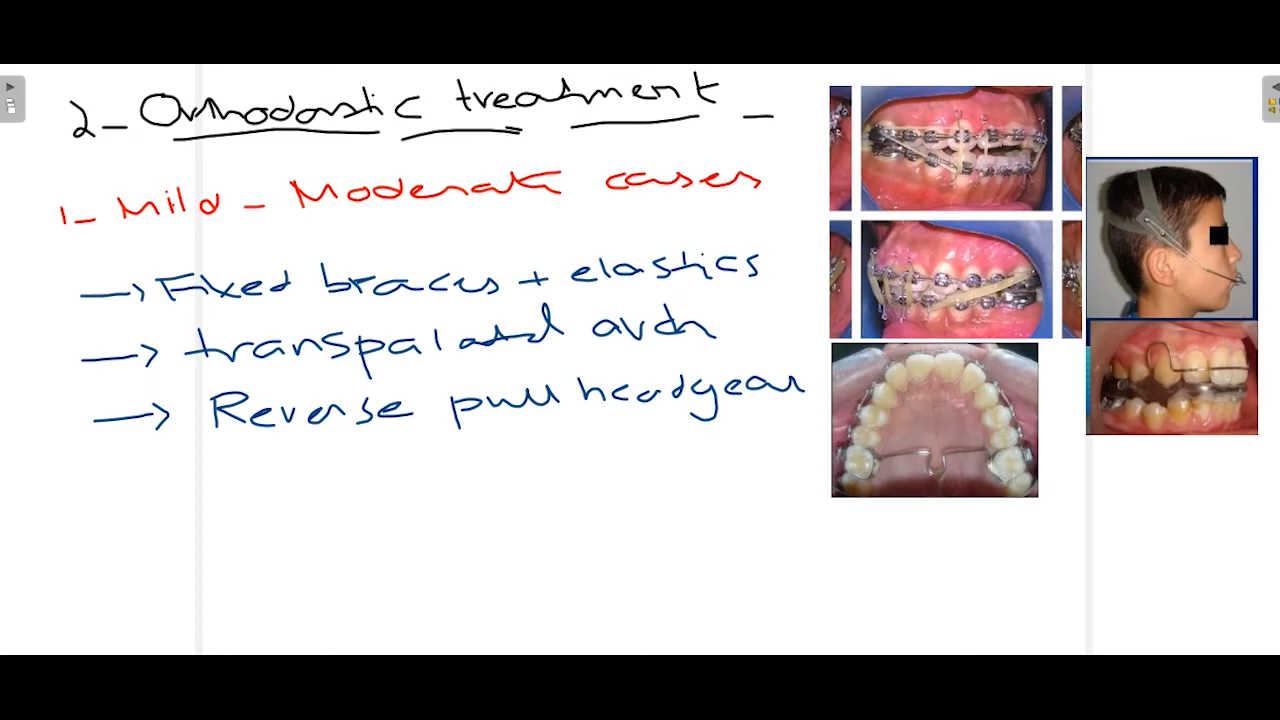 2- Orthodontic treatment -
1- Mild - Moderate cases
→ Fixed braces + elastics
→ transpalatal arch
→ Reverse pull headgear